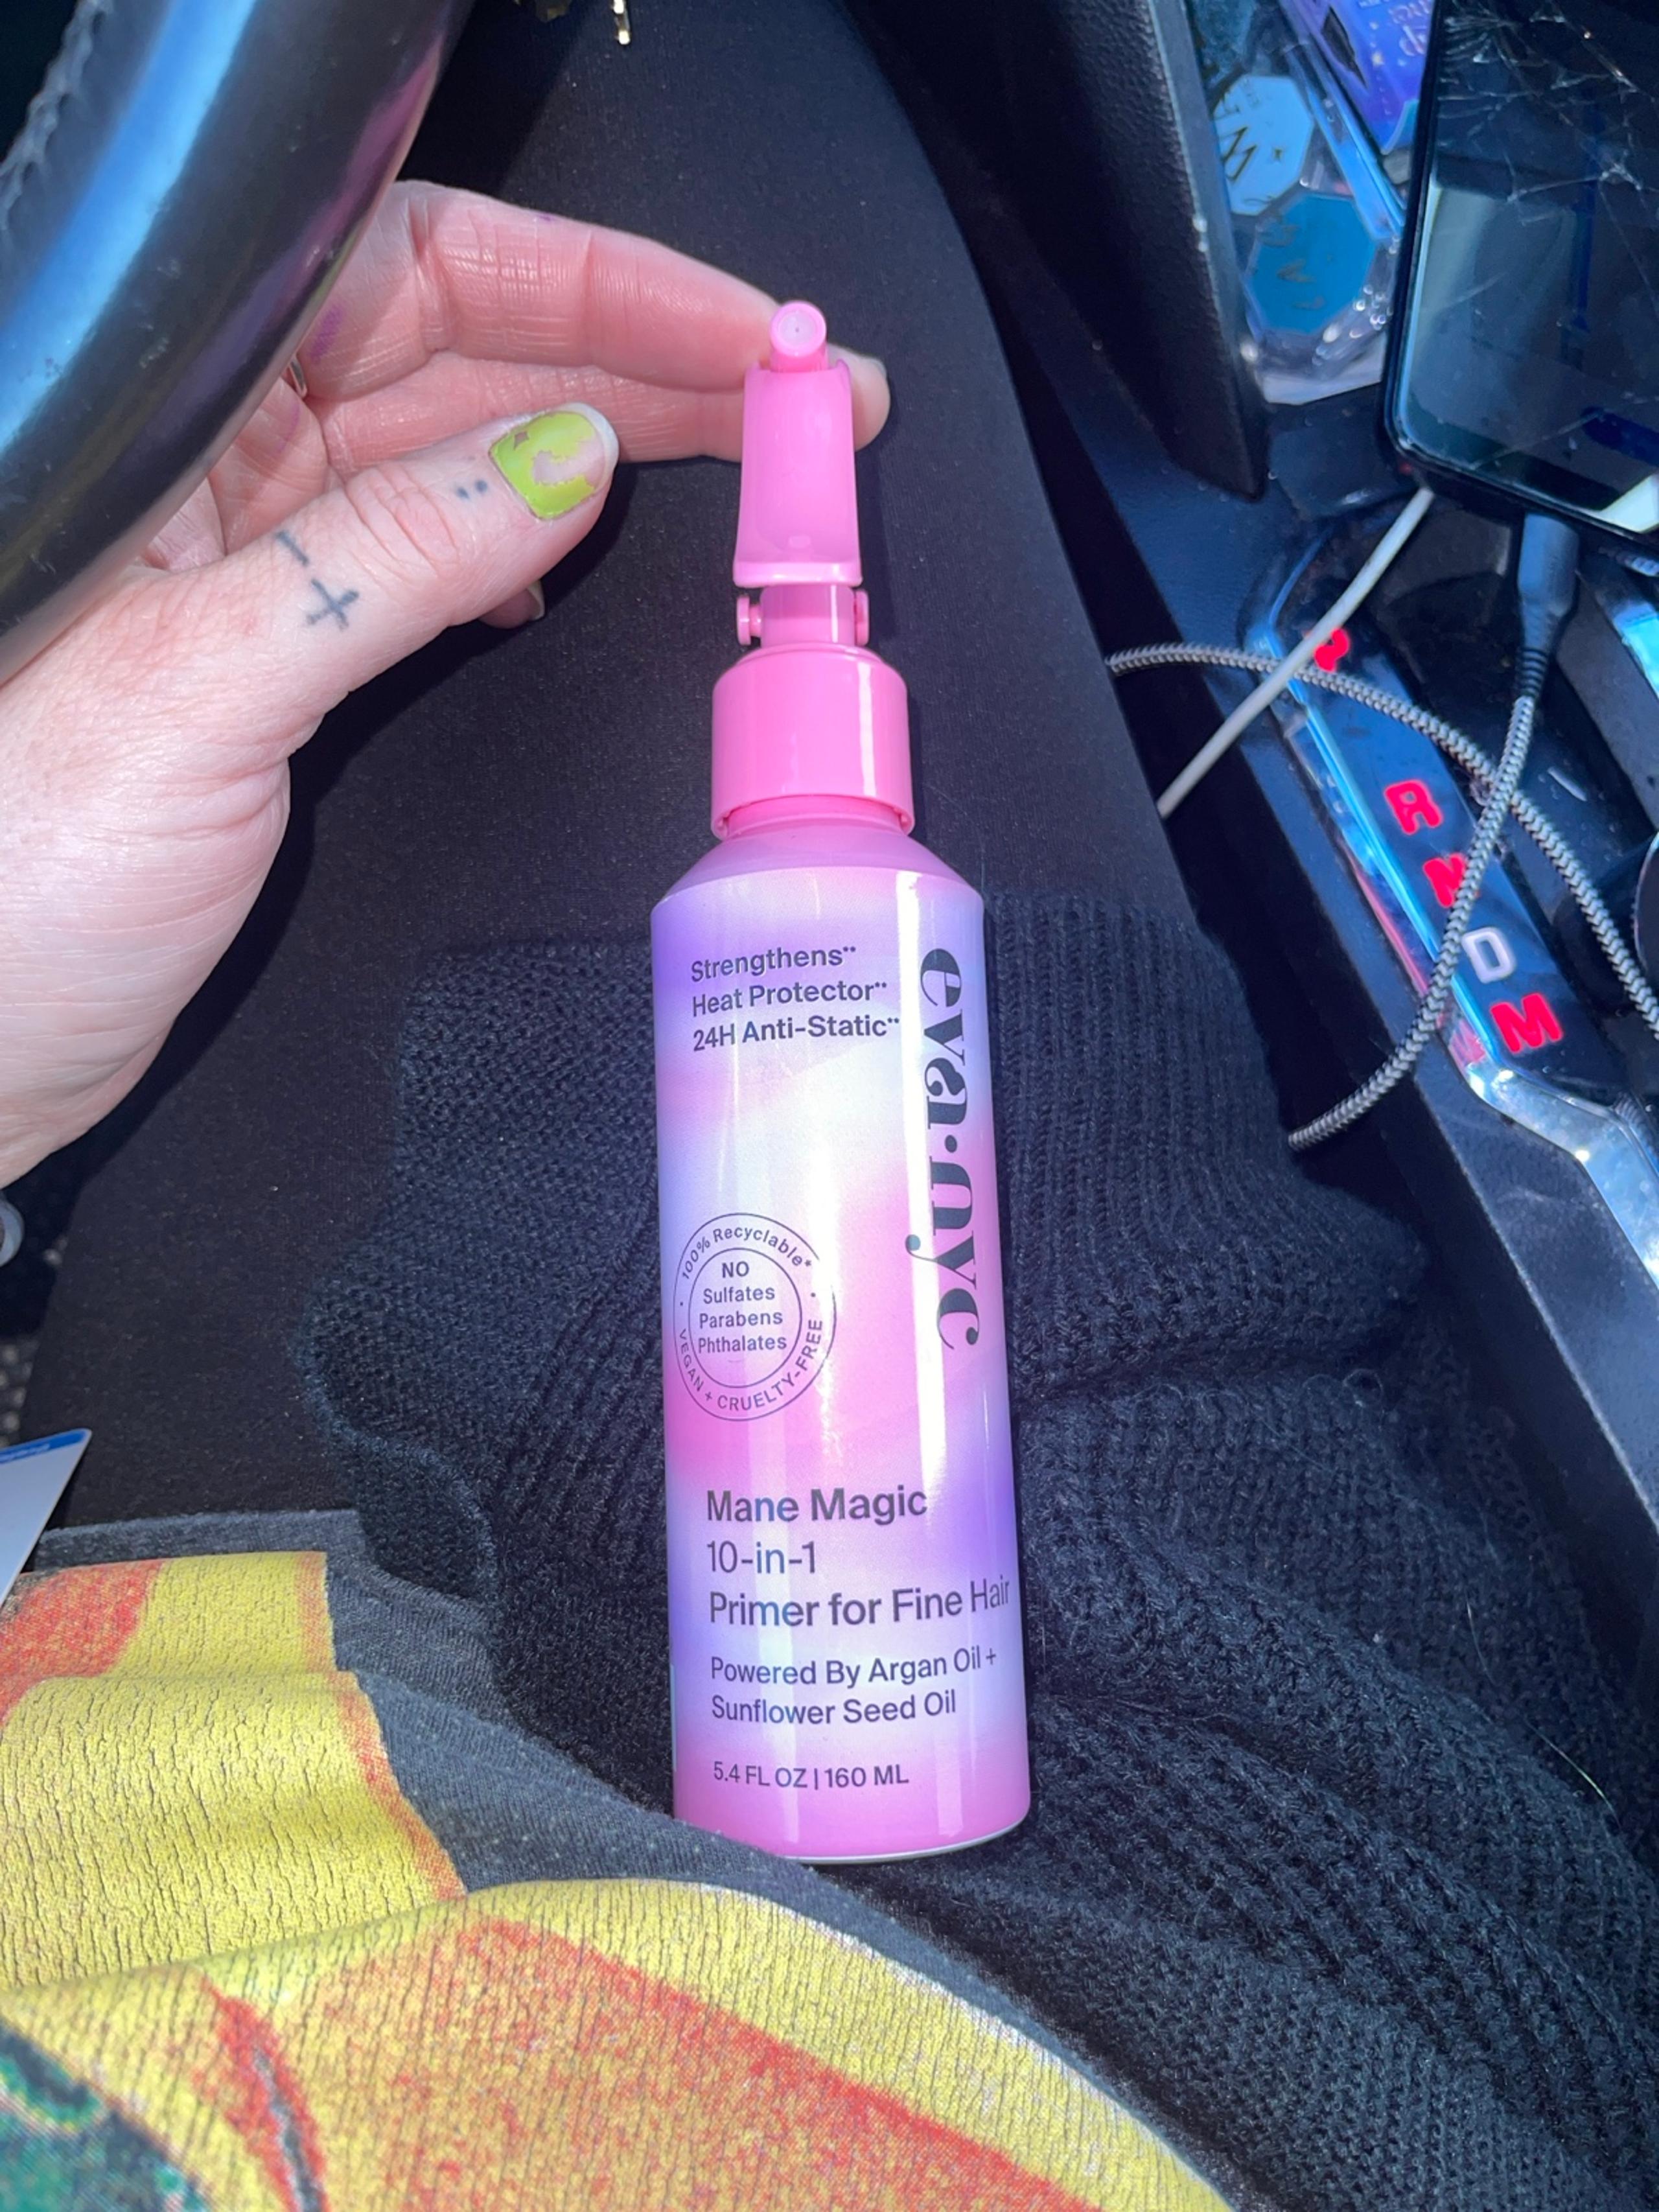 Strengthens**
Heat Protector**
24H Anti-Static**
eva·nyc
100% Recyclable*
NO
Sulfates
Parabens
Phthalates
VEGAN + CRUELTY-FREE
Mane Magic
10-in-1
Primer for Fine Hair
Powered By Argan Oil +
Sunflower Seed Oil
5.4 FL OZ | 160 ML
P
R
N
D
M